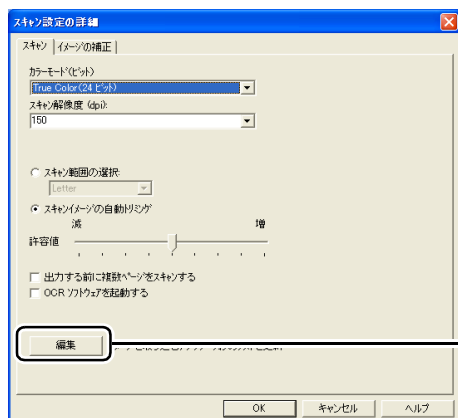 スキャン設定の詳細
スキャン イメージの補正
カラーモード(ビット)
True Color(24 ビット)
スキャン解像度 (dpi):
150
スキャン範囲の選択:
Letter
スキャンイメージの自動トリミング
減 増
許容値
出力する前に複数ページをスキャンする
OCR ソフトウェアを起動する
編集
OK キャンセル ヘルプ